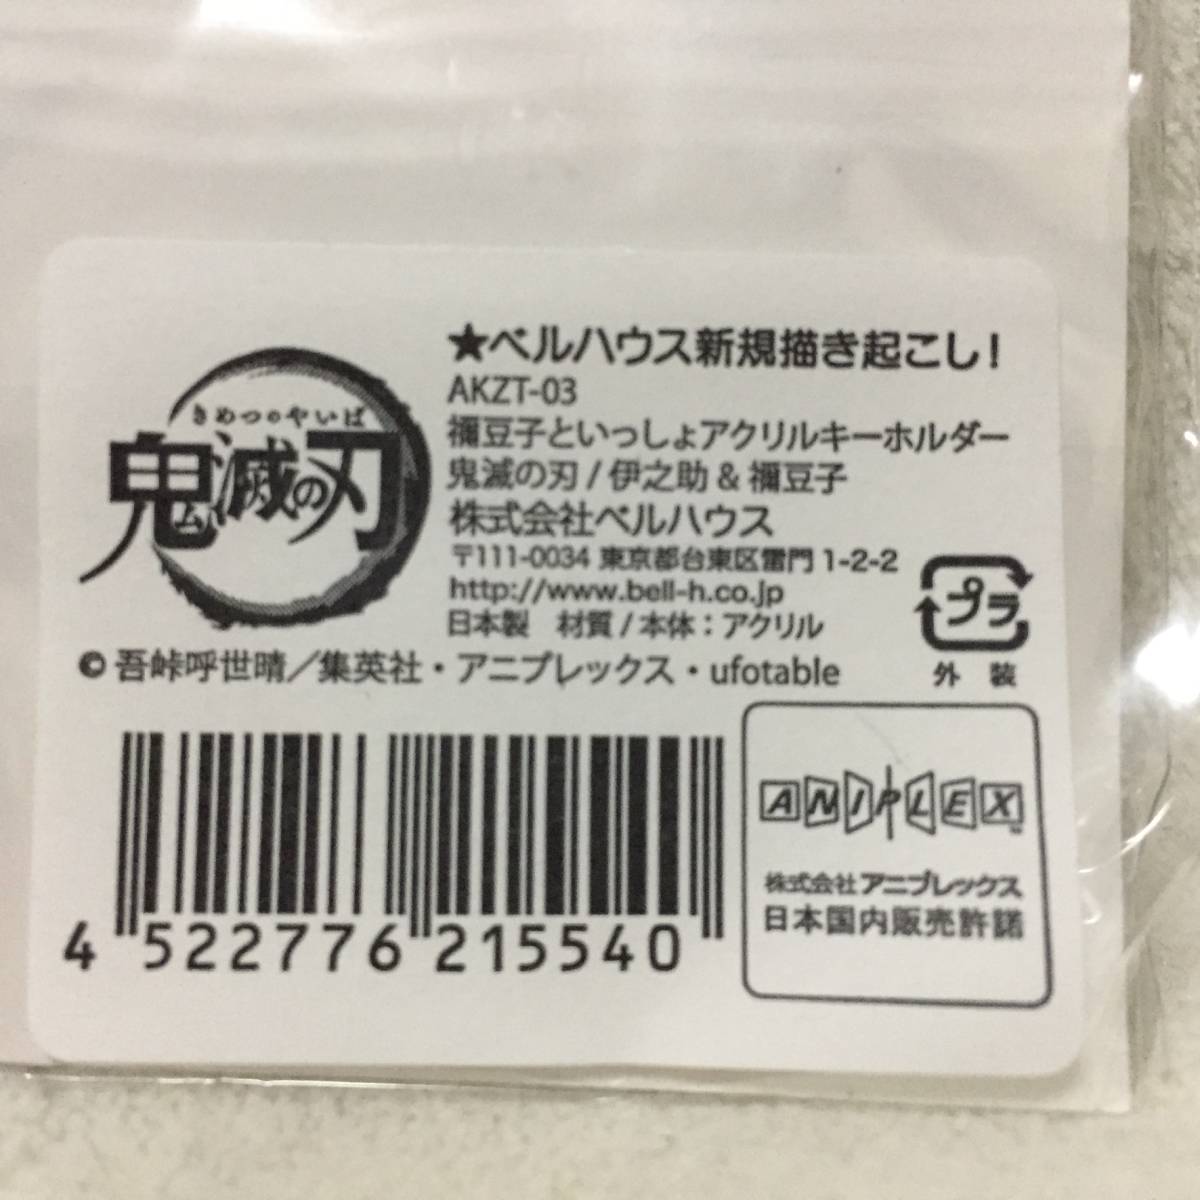 きめつのやいば
鬼滅の刃
★ベルハウス新規描き起こし!
AKZT-03
禰豆子といっしょアクリルキーホルダー
鬼滅の刃/伊之助&禰豆子
株式会社ベルハウス
〒111-0034 東京都台東区雷門1-2-2
http://www.bell-h.co.jp
日本製 材質/本体:アクリル
©吾峠呼世晴/集英社・アニプレックス・ufotable
プラ
外装
4 522776 215540
ANIPLEX™
株式会社アニプレックス
日本国内販売許諾